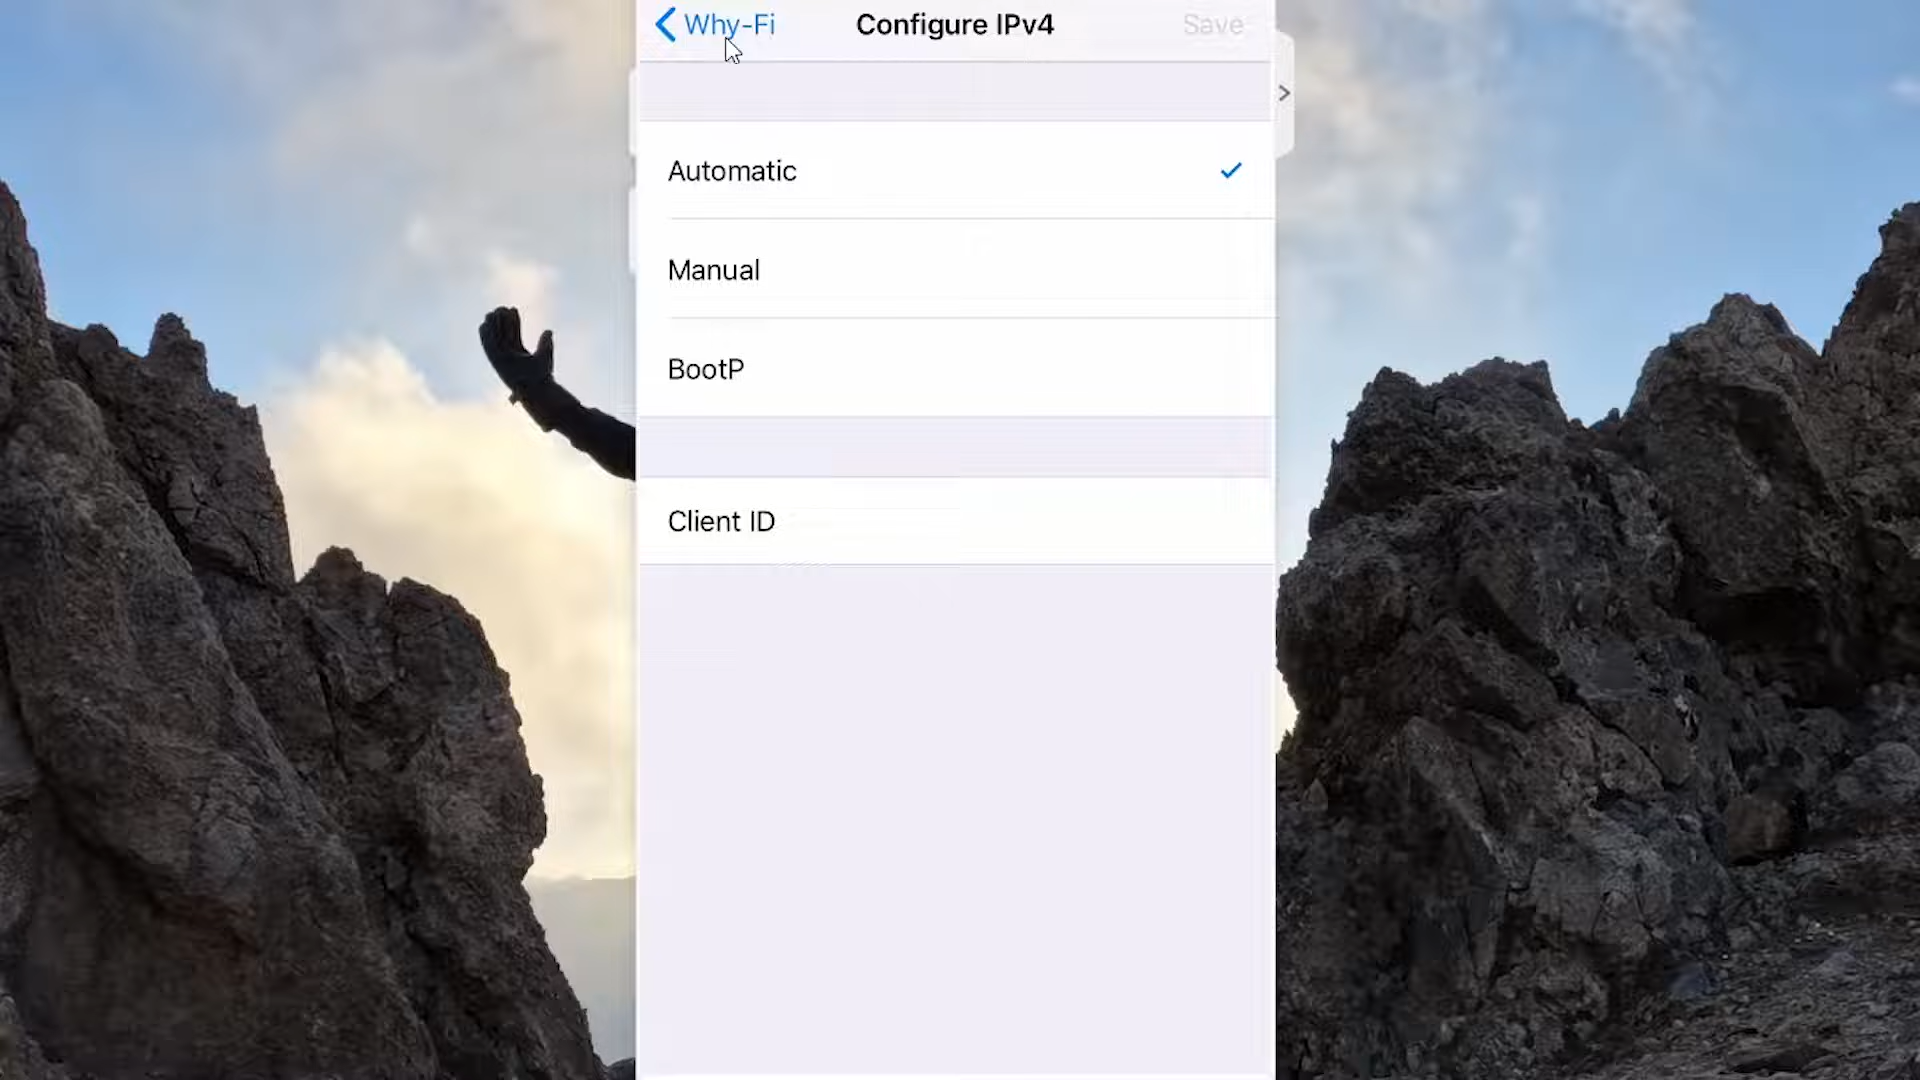 Why-Fi
Configure IPv4
Save
Automatic
Manual
BootP
Client ID